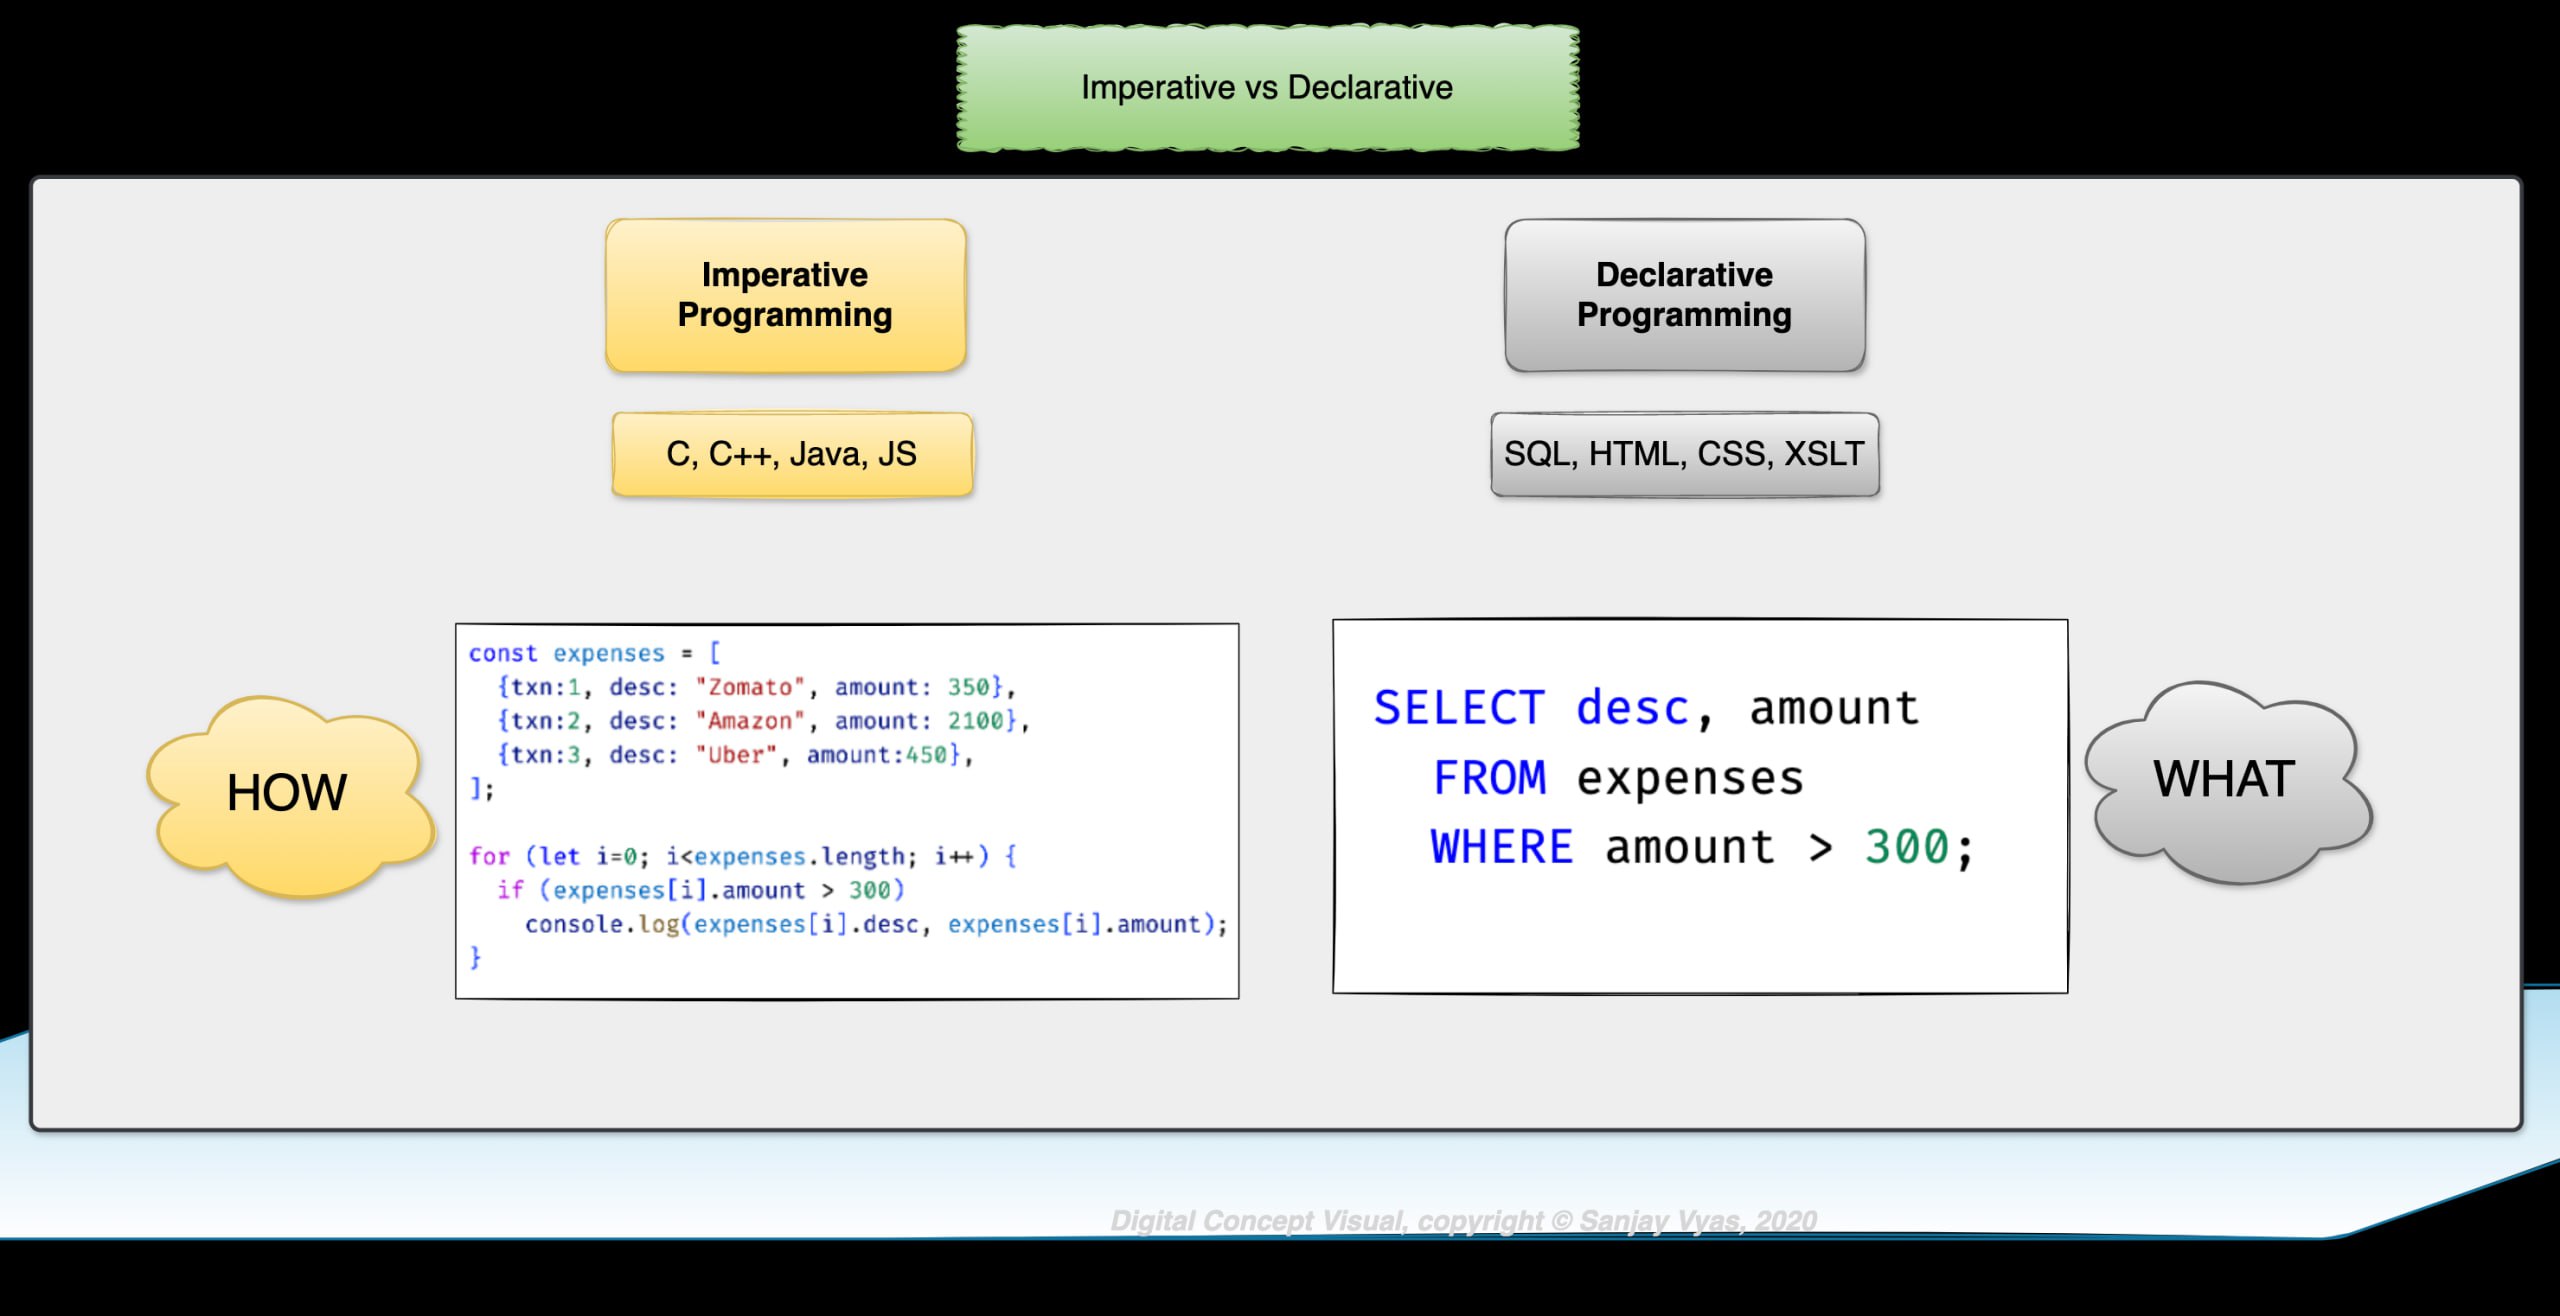 Imperative vs Declarative
Imperative
Programming
C, C++, Java, JS
HOW
const expenses = [
  {txn:1, desc: "Zomato", amount: 350},
  {txn:2, desc: "Amazon", amount: 2100},
  {txn:3, desc: "Uber", amount:450},
];
for (let i=0; i<expenses.length; i++) {
  if (expenses[i].amount > 300)
    console.log(expenses[i].desc, expenses[i].amount);
}
Declarative
Programming
SQL, HTML, CSS, XSLT
SELECT desc, amount
  FROM expenses
  WHERE amount > 300;
WHAT
Digital Concept Visual, copyright © Sanjay Vyas, 2020